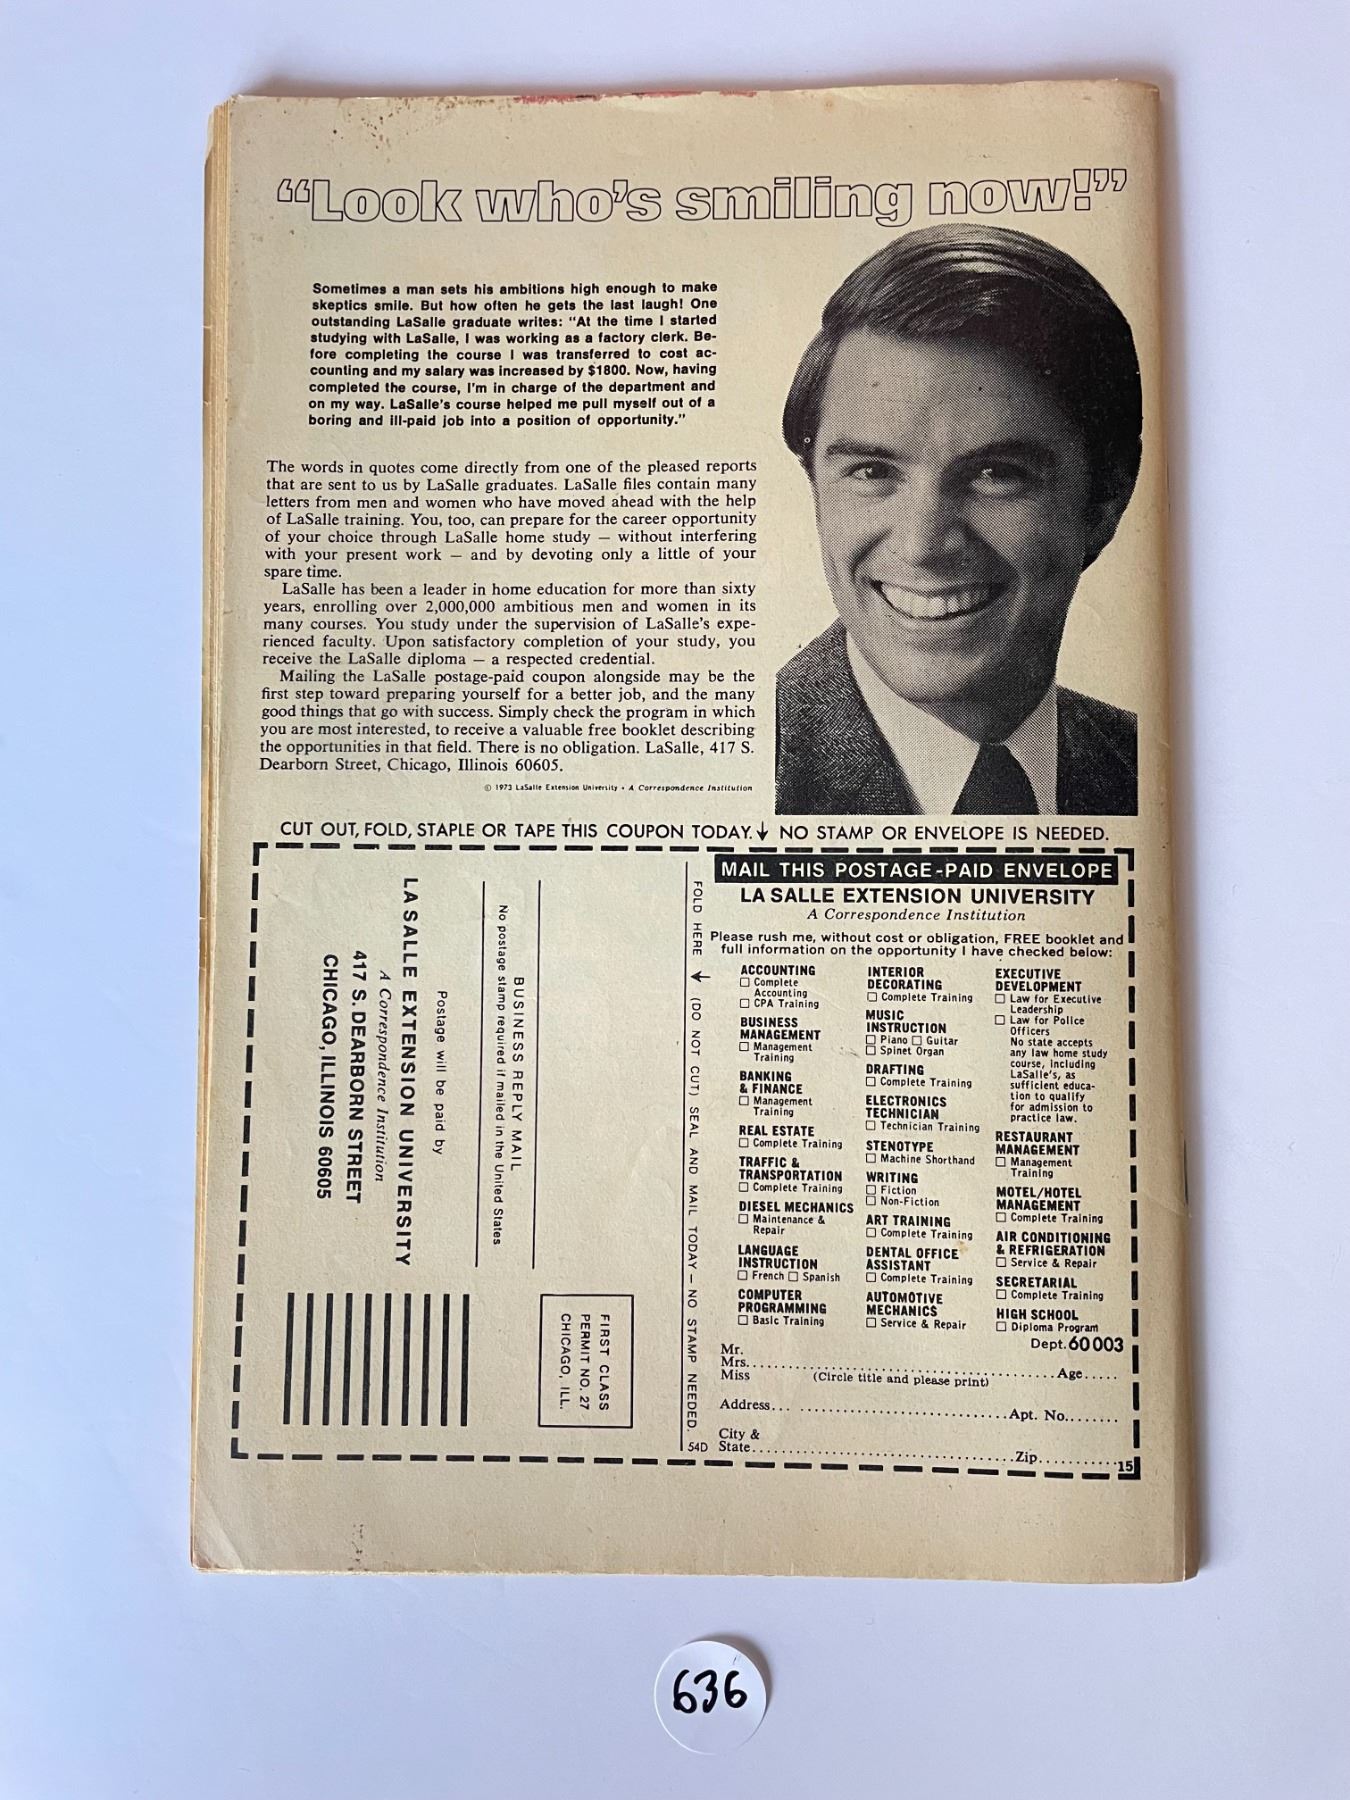 “Look who's smiling now!”
Sometimes a man sets his ambitions high enough to make
skeptics smile. But how often he gets the last laugh! One
outstanding LaSalle graduate writes: "At the time I started
studying with LaSalle, I was working as a factory clerk. Be-
fore completing the course I was transferred to cost ac-
counting and my salary was increased by $1800. Now, having
completed the course, I'm in charge of the department and
on my way. LaSalle's course helped me pull myself out of a
boring and ill-paid job into a position of opportunity."
The words in quotes come directly from one of the pleased reports
that are sent to us by LaSalle graduates. LaSalle files contain many
letters from men and women who have moved ahead with the help
of LaSalle training. You, too, can prepare for the career opportunity
of your choice through LaSalle home study — without interfering
with your present work — and by devoting only a little of your
spare time.
LaSalle has been a leader in home education for more than sixty
years, enrolling over 2,000,000 ambitious men and women in its
many courses. You study under the supervision of LaSalle's expe-
rienced faculty. Upon satisfactory completion of your study, you
receive the LaSalle diploma — a respected credential.
Mailing the LaSalle postage-paid coupon alongside may be the
first step toward preparing yourself for a better job, and the many
good things that go with success. Simply check the program in which
you are most interested, to receive a valuable free booklet describing
the opportunities in that field. There is no obligation. LaSalle, 417 S.
Dearborn Street, Chicago, Illinois 60605.
© 1973 LaSalle Extension University • A Correspondence Institution
CUT OUT, FOLD, STAPLE OR TAPE THIS COUPON TODAY. ↓ NO STAMP OR ENVELOPE IS NEEDED.
FIRST CLASS
PERMIT NO. 27
CHICAGO, ILL.
BUSINESS REPLY MAIL
No postage stamp required if mailed in the United States
Postage will be paid by
LA SALLE EXTENSION UNIVERSITY
A Correspondence Institution
417 S. DEARBORN STREET
CHICAGO, ILLINOIS 60605
FOLD HERE ↓ (DO NOT CUT) SEAL AND MAIL TODAY — NO STAMP NEEDED.
54D
MAIL THIS POSTAGE-PAID ENVELOPE
LA SALLE EXTENSION UNIVERSITY
A Correspondence Institution
Please rush me, without cost or obligation, FREE booklet and
full information on the opportunity I have checked below:
ACCOUNTING
☐ Complete
Accounting
☐ CPA Training
BUSINESS
MANAGEMENT
☐ Management
Training
BANKING
& FINANCE
☐ Management
Training
REAL ESTATE
☐ Complete Training
TRAFFIC &
TRANSPORTATION
☐ Complete Training
DIESEL MECHANICS
☐ Maintenance &
Repair
LANGUAGE
INSTRUCTION
☐ French ☐ Spanish
COMPUTER
PROGRAMMING
☐ Basic Training
INTERIOR
DECORATING
☐ Complete Training
MUSIC
INSTRUCTION
☐ Piano ☐ Guitar
☐ Spinet Organ
DRAFTING
☐ Complete Training
ELECTRONICS
TECHNICIAN
☐ Technician Training
STENOTYPE
☐ Machine Shorthand
WRITING
☐ Fiction
☐ Non-Fiction
ART TRAINING
☐ Complete Training
DENTAL OFFICE
ASSISTANT
☐ Complete Training
AUTOMOTIVE
MECHANICS
☐ Service & Repair
EXECUTIVE
DEVELOPMENT
☐ Law for Executive
Leadership
☐ Law for Police
Officers
No state accepts
any law home study
course, including
LaSalle's, as
sufficient educa-
tion to qualify
for admission to
practice law.
RESTAURANT
MANAGEMENT
☐ Management
Training
MOTEL/HOTEL
MANAGEMENT
☐ Complete Training
AIR CONDITIONING
& REFRIGERATION
☐ Service & Repair
SECRETARIAL
☐ Complete Training
HIGH SCHOOL
☐ Diploma Program
Dept. 60 003
Mr.
Mrs. Age
Miss (Circle title and please print)
Address Apt. No.
City &
State Zip
15
636